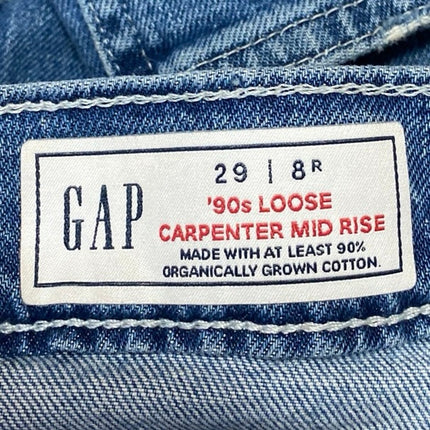 GAP
29 | 8R
'90s LOOSE
CARPENTER MID RISE
MADE WITH AT LEAST 90%
ORGANICALLY GROWN COTTON.